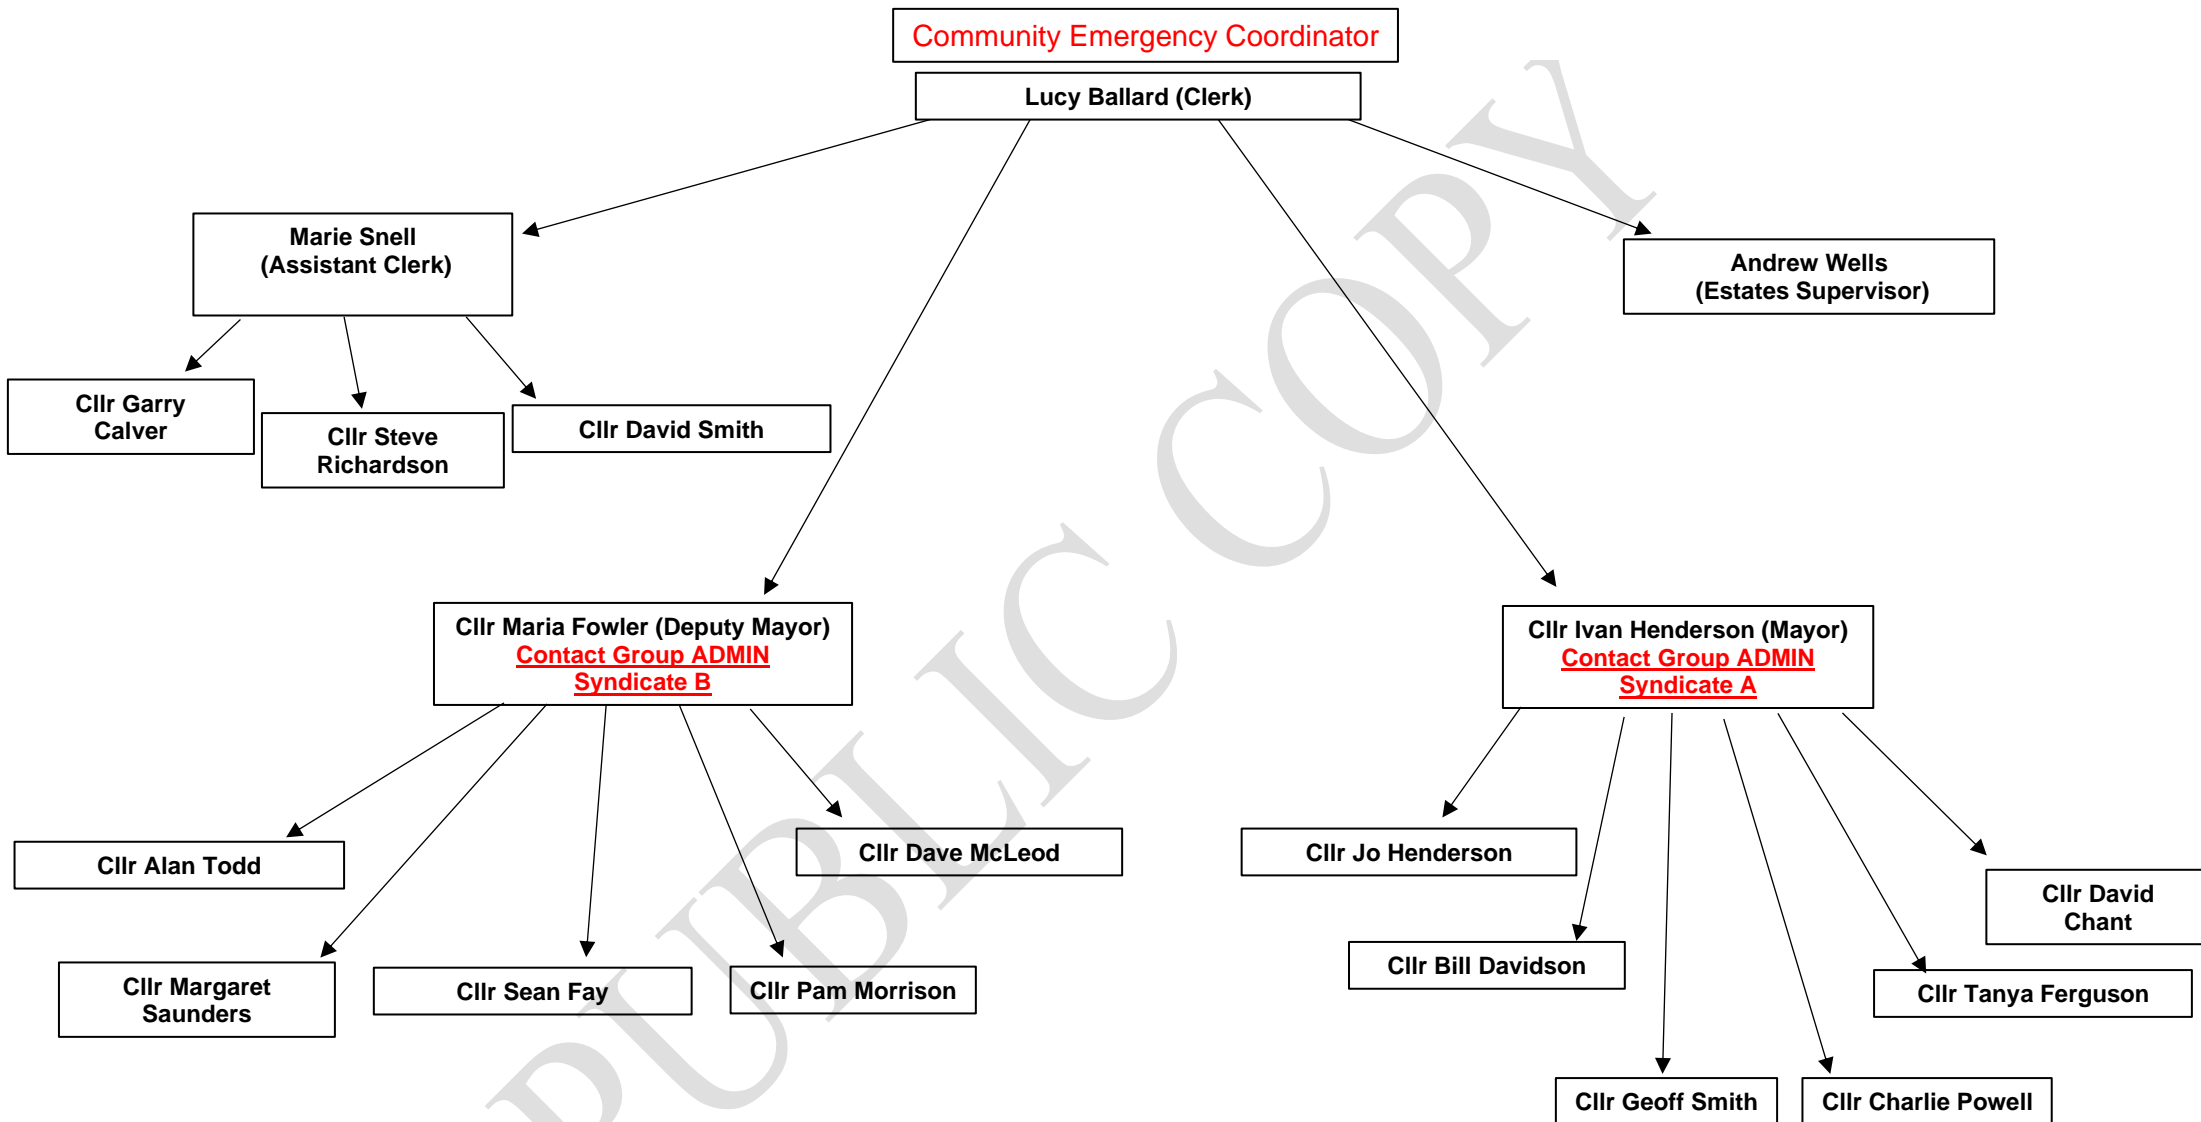 Community Emergency Coordinator
Lucy Ballard (Clerk)
Marie Snell
(Assistant Clerk)
Andrew Wells
(Estates Supervisor)
Cllr Garry
Calver
Cllr Steve
Richardson
Cllr David Smith
Cllr Maria Fowler (Deputy Mayor)
Contact Group ADMIN
Syndicate B
Cllr Ivan Henderson (Mayor)
Contact Group ADMIN
Syndicate A
Cllr Alan Todd
Cllr Margaret
Saunders
Cllr Sean Fay
Cllr Pam Morrison
Cllr Dave McLeod
Cllr Jo Henderson
Cllr Bill Davidson
Cllr Geoff Smith
Cllr Charlie Powell
Cllr Tanya Ferguson
Cllr David
Chant
PUBLIC COPY